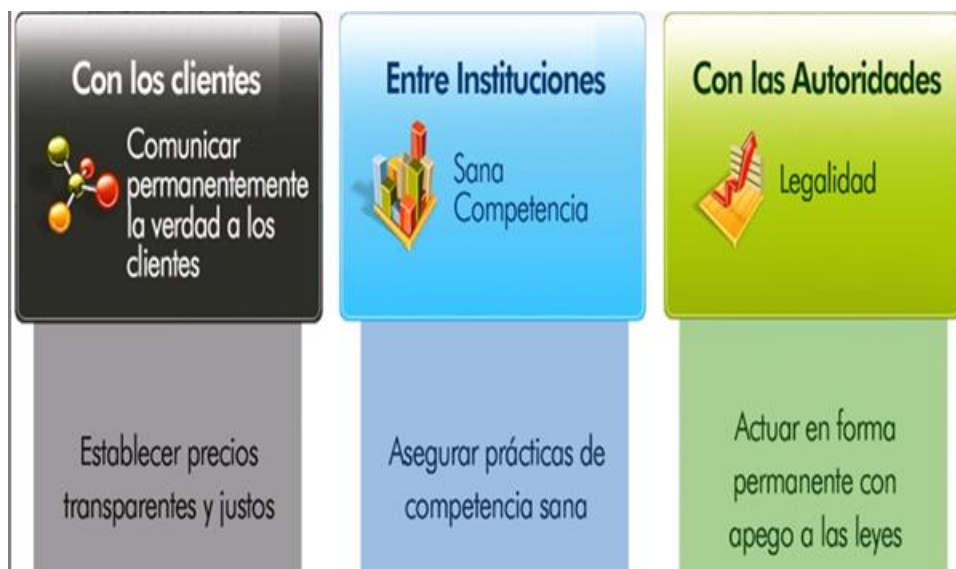 Con los clientes
Comunicar
permanentemente
la verdad a los
clientes
Establecer precios
transparentes y justos
Entre Instituciones
Sana
Competencia
Asegurar prácticas de
competencia sana
Con las Autoridades
Legalidad
Actuar en forma
permanente con
apego a las leyes